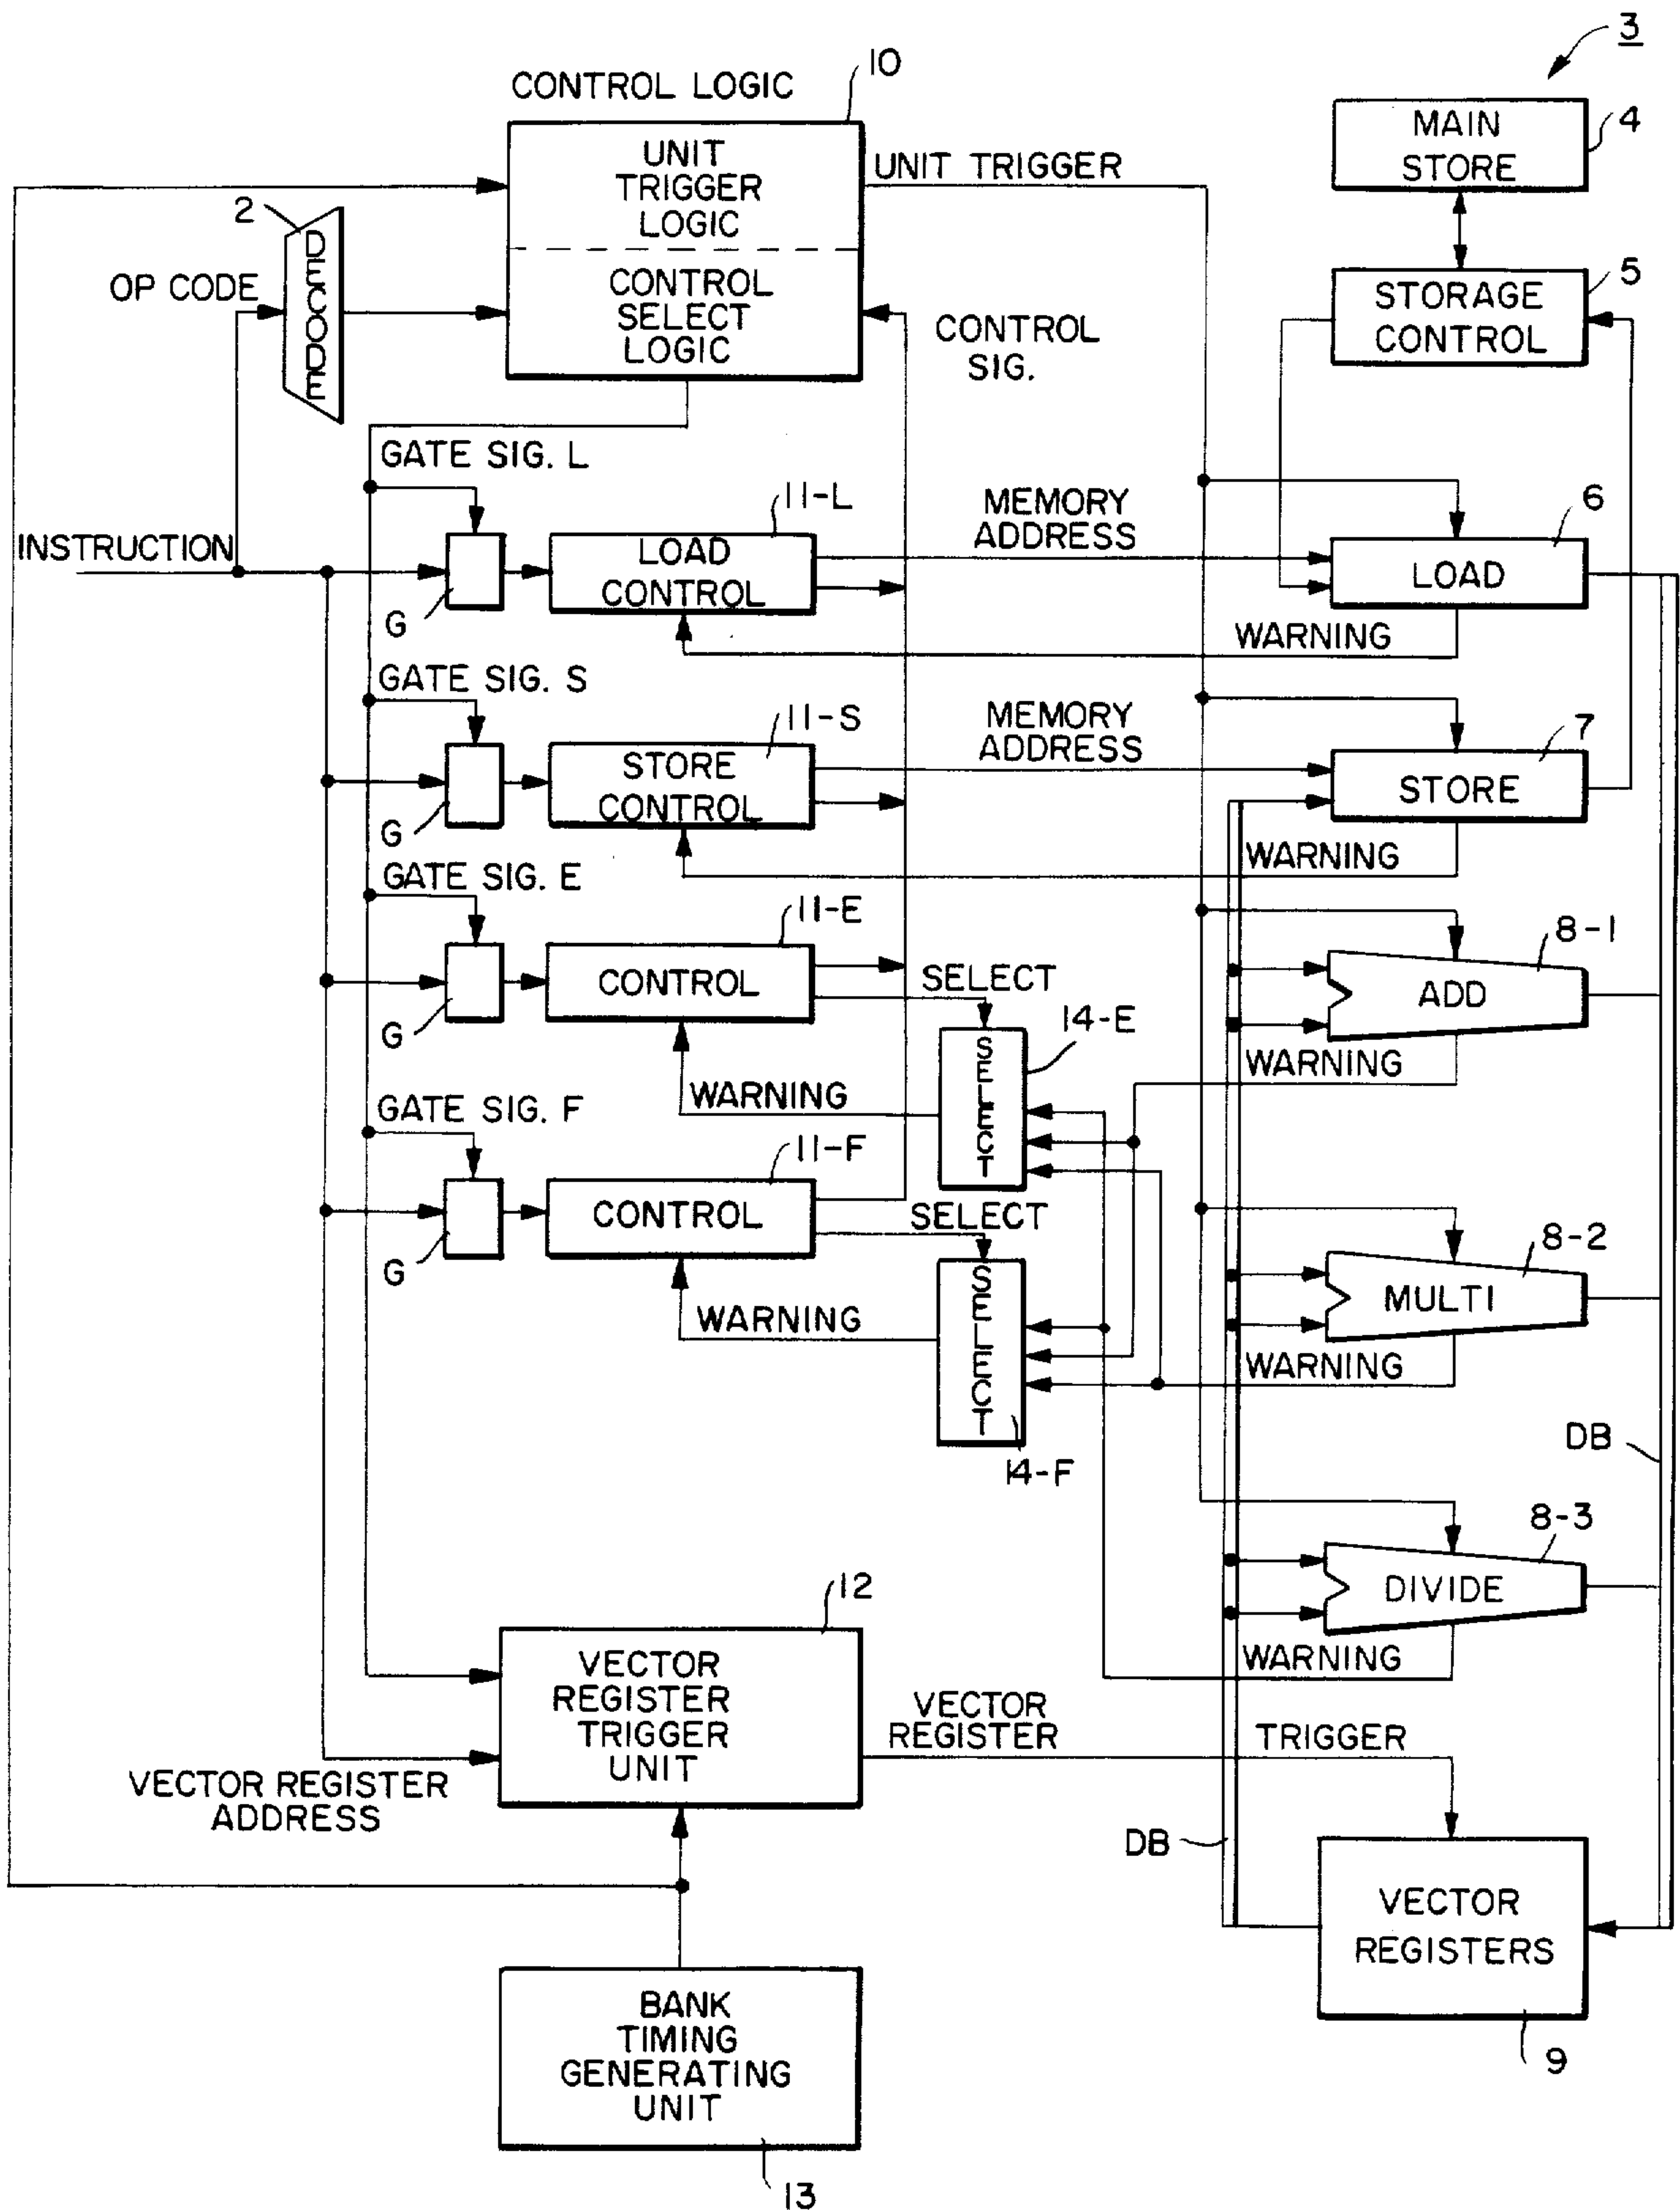 3
CONTROL LOGIC
10
UNIT
TRIGGER
LOGIC
CONTROL
SELECT
LOGIC
UNIT TRIGGER
MAIN
STORE
4
2
DECODE
OP CODE
CONTROL
SIG.
STORAGE
CONTROL
5
GATE SIG. L
INSTRUCTION
G
11-L
LOAD
CONTROL
MEMORY
ADDRESS
6
LOAD
WARNING
GATE SIG. S
G
11-S
STORE
CONTROL
MEMORY
ADDRESS
7
STORE
WARNING
GATE SIG. E
G
11-E
CONTROL
SELECT
14-E
SELECT
WARNING
8-1
ADD
WARNING
GATE SIG. F
G
11-F
CONTROL
SELECT
SELECT
WARNING
14-F
8-2
MULTI
WARNING
DB
8-3
DIVIDE
WARNING
12
VECTOR
REGISTER
TRIGGER
UNIT
VECTOR
REGISTER
TRIGGER
VECTOR REGISTER
ADDRESS
DB
VECTOR
REGISTERS
9
BANK
TIMING
GENERATING
UNIT
13